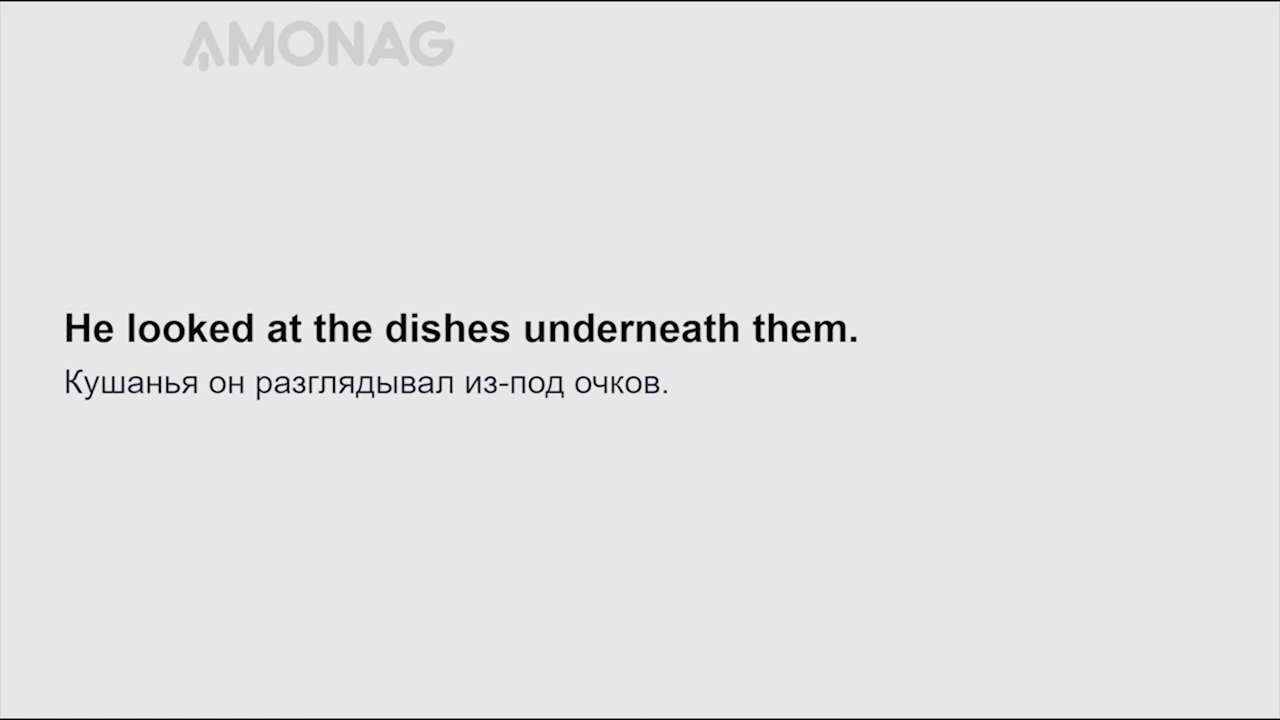 AMONAG
He looked at the dishes underneath them.
Кушанья он разглядывал из-под очков.